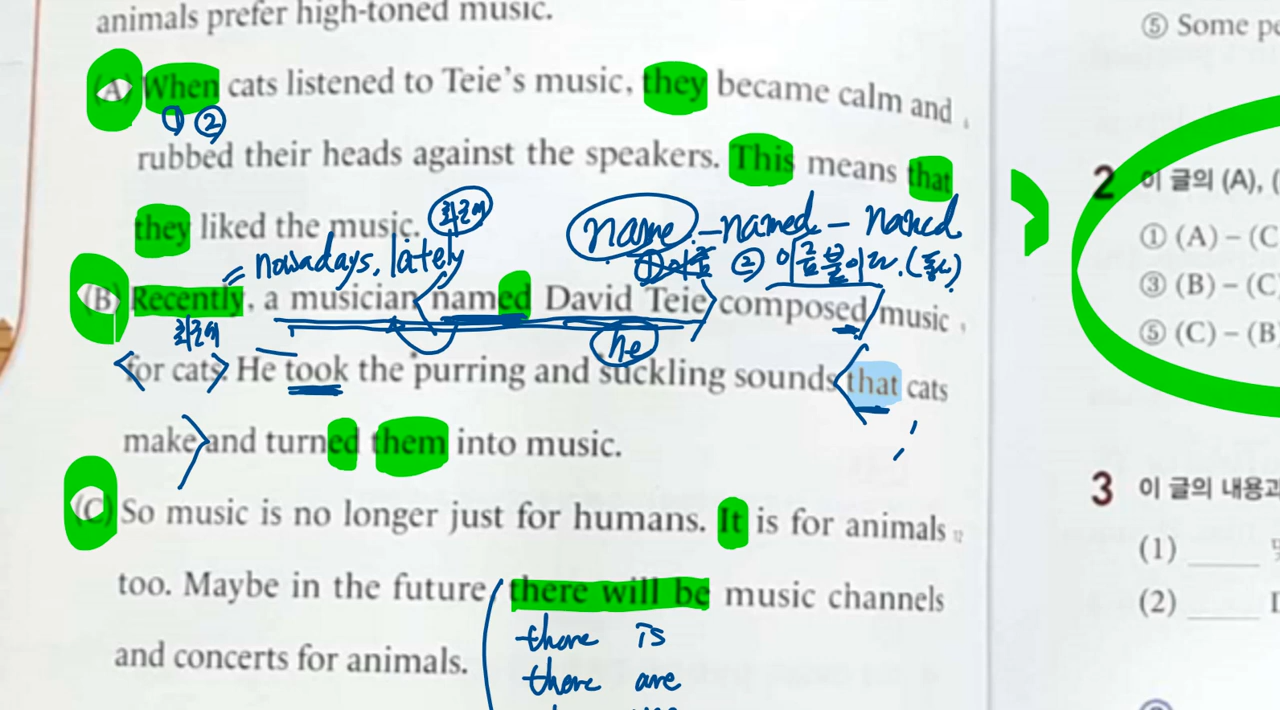 animals prefer high-toned music.
(A) When cats listened to Teie's music, they became calm and
① ②
rubbed their heads against the speakers. This means that
they liked the music. 최근에
name - named - named
= nowadays, lately ①이름 ② 이름붙이다. (동사)
(B) Recently, a musician named David Teie composed music
최근에
he
for cats. He took the purring and suckling sounds that cats
make and turned them into music.
(C) So music is no longer just for humans. It is for animals
too. Maybe in the future there will be music channels
there is
and concerts for animals.
there are
⑤ Some pe
2 이 글의 (A), (
① (A) – (C
③ (B) – (C
⑤ (C) – (B
3 이 글의 내용과
(1)
(2)